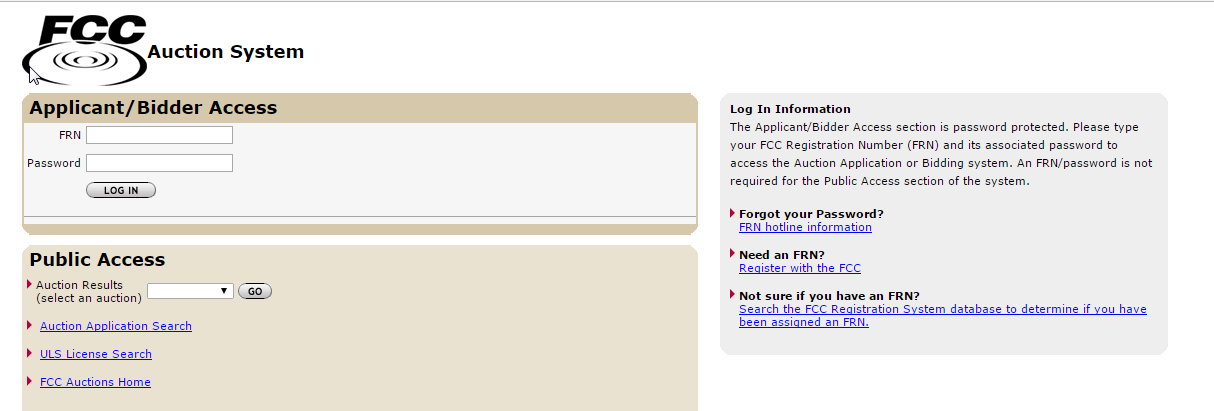 FCC
Auction System
Applicant/Bidder Access
FRN
Password
LOG IN
Public Access
Auction Results
(select an auction)
GO
Auction Application Search
ULS License Search
FCC Auctions Home
Log In Information
The Applicant/Bidder Access section is password protected. Please type
your FCC Registration Number (FRN) and its associated password to
access the Auction Application or Bidding system. An FRN/password is not
required for the Public Access section of the system.
Forgot your Password?
FRN hotline information
Need an FRN?
Register with the FCC
Not sure if you have an FRN?
Search the FCC Registration System database to determine if you have
been assigned an FRN.